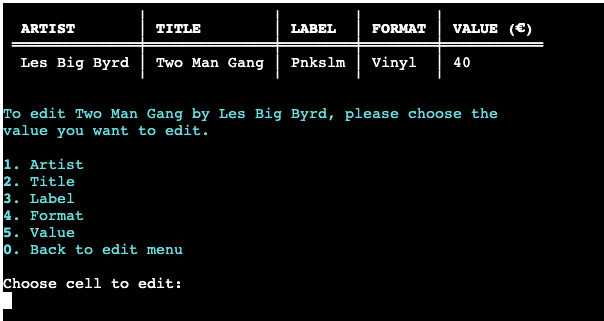 ARTIST TITLE LABEL FORMAT VALUE (€)
Les Big Byrd Two Man Gang Pnkslm Vinyl 40
To edit Two Man Gang by Les Big Byrd, please choose the
value you want to edit.
1. Artist
2. Title
3. Label
4. Format
5. Value
0. Back to edit menu
Choose cell to edit: